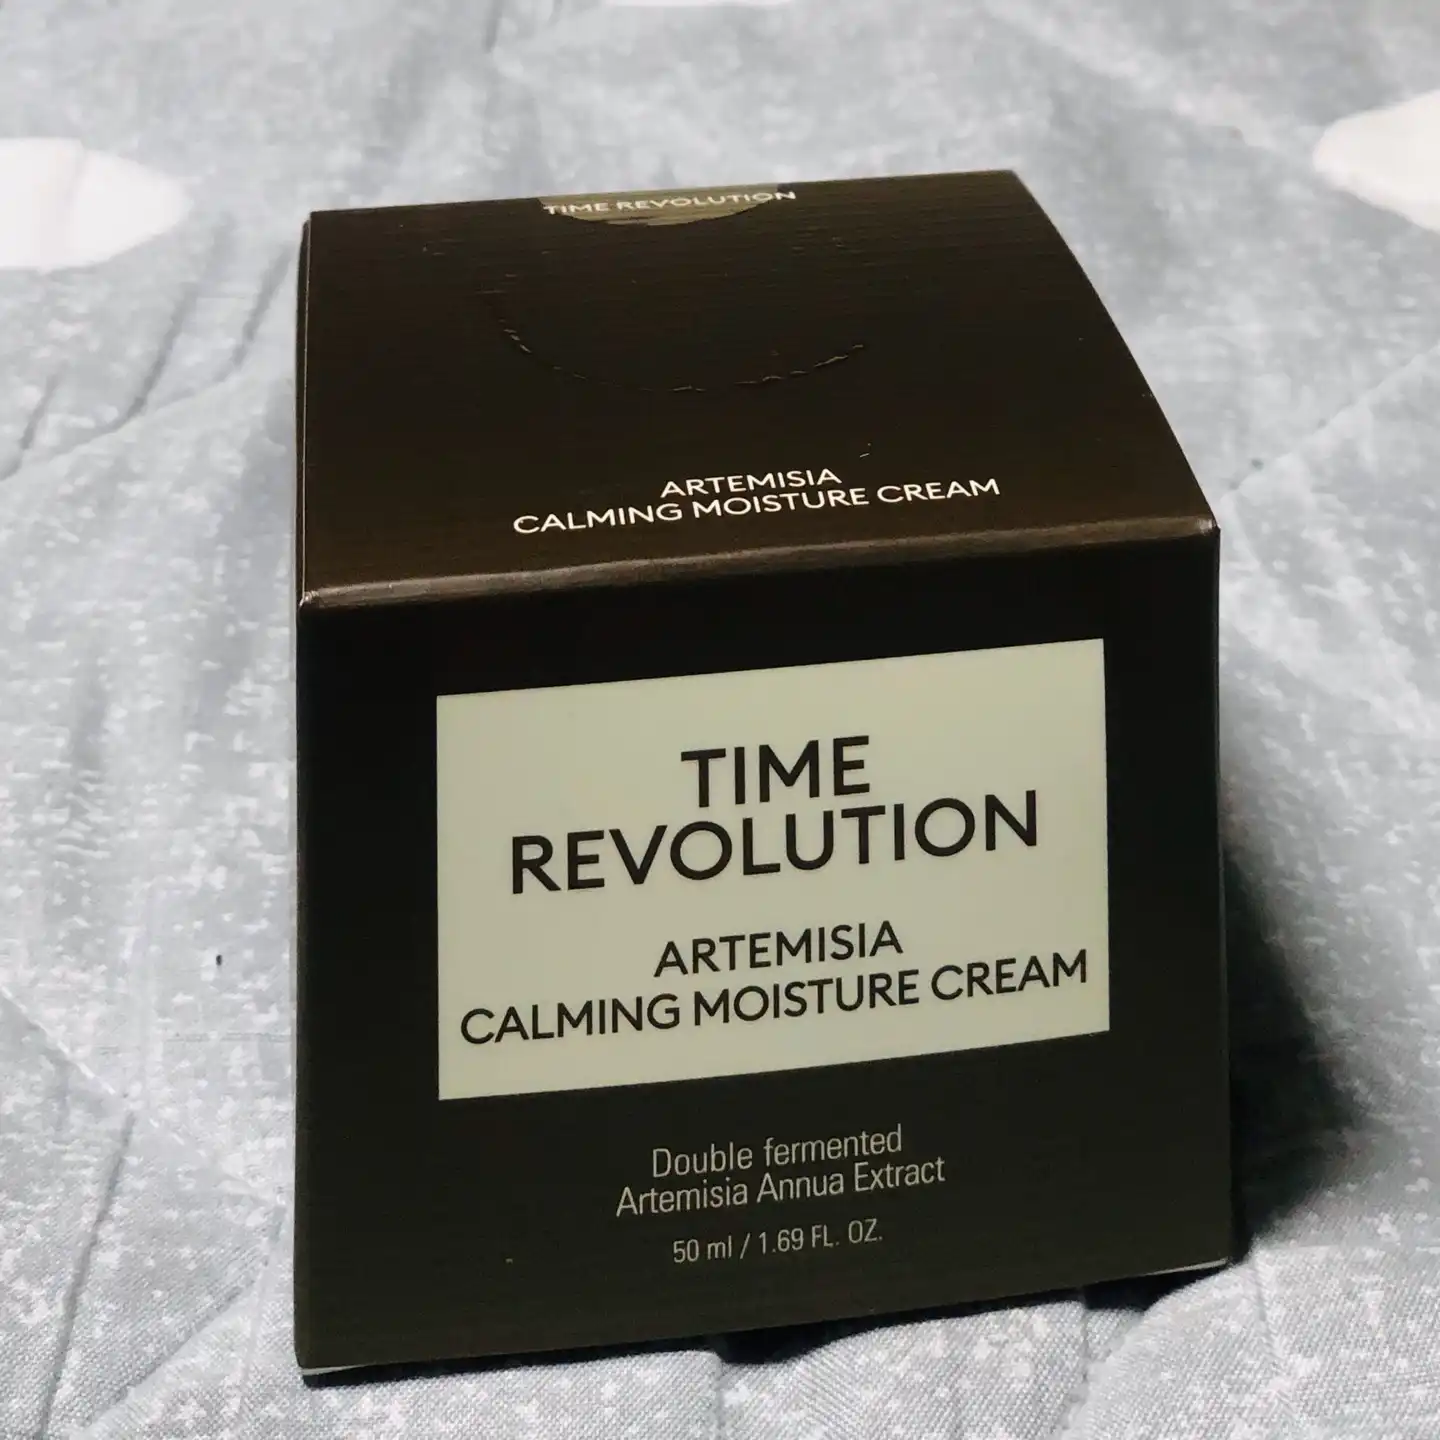 TIME REVOLUTION
ARTEMISIA
CALMING MOISTURE CREAM
TIME
REVOLUTION
ARTEMISIA
CALMING MOISTURE CREAM
Double fermented
Artemisia Annua Extract
50 ml / 1.69 FL. OZ.